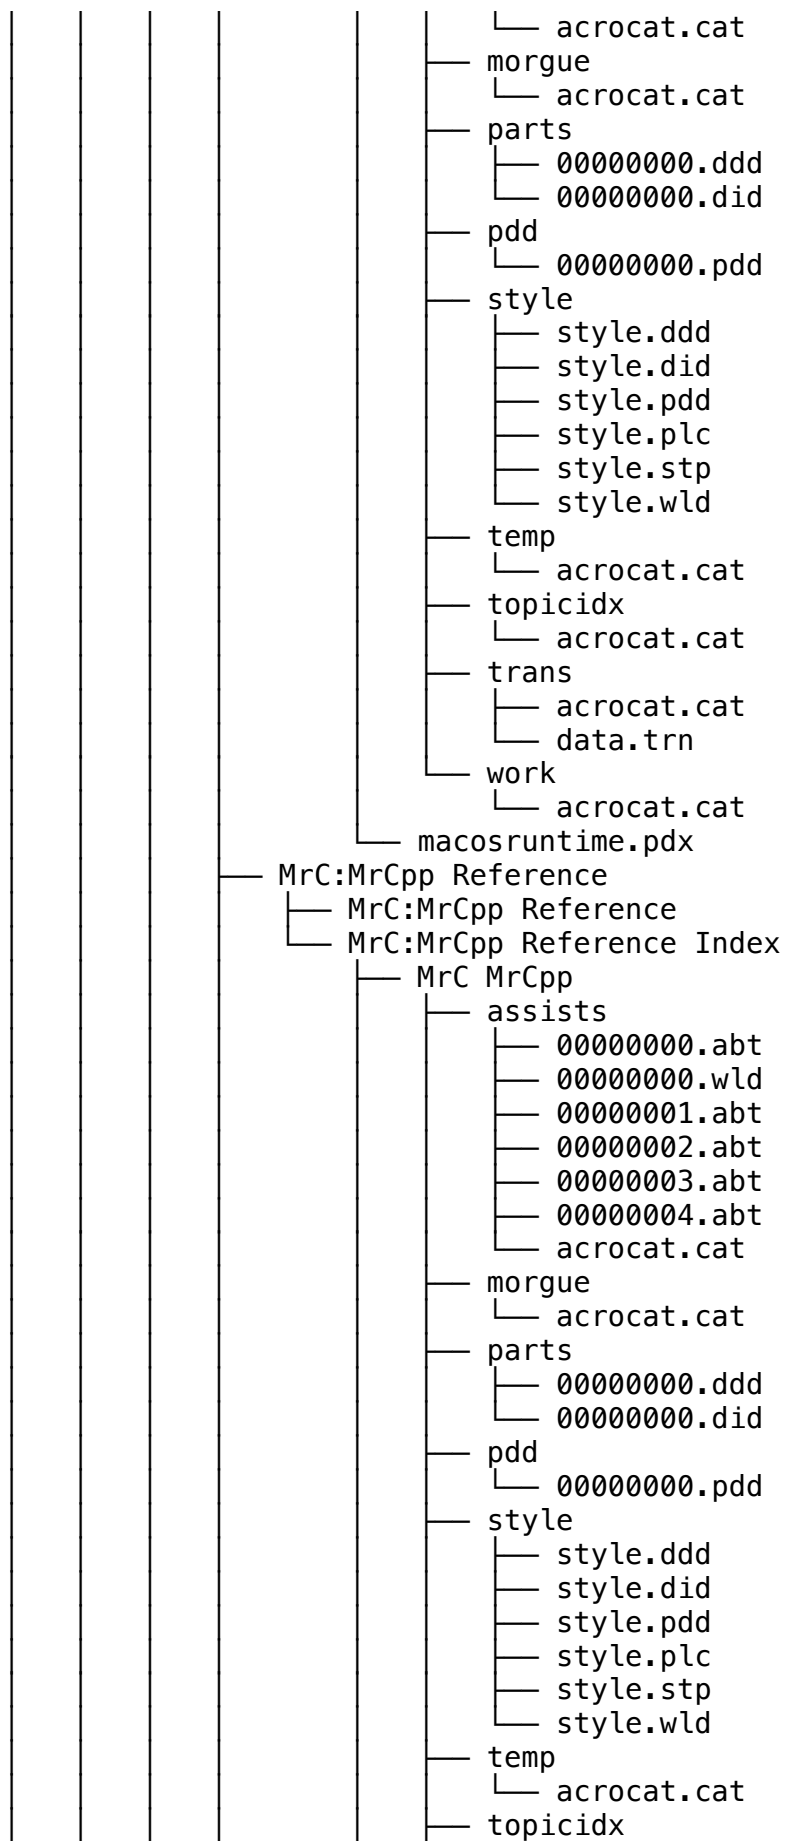 │   │   │   │       │   │   └── acrocat.cat
│   │   │   │       │   ├── morgue
│   │   │   │       │   │   └── acrocat.cat
│   │   │   │       │   ├── parts
│   │   │   │       │   │   ├── 00000000.ddd
│   │   │   │       │   │   └── 00000000.did
│   │   │   │       │   ├── pdd
│   │   │   │       │   │   └── 00000000.pdd
│   │   │   │       │   ├── style
│   │   │   │       │   │   ├── style.ddd
│   │   │   │       │   │   ├── style.did
│   │   │   │       │   │   ├── style.pdd
│   │   │   │       │   │   ├── style.plc
│   │   │   │       │   │   ├── style.stp
│   │   │   │       │   │   └── style.wld
│   │   │   │       │   ├── temp
│   │   │   │       │   │   └── acrocat.cat
│   │   │   │       │   ├── topicidx
│   │   │   │       │   │   └── acrocat.cat
│   │   │   │       │   ├── trans
│   │   │   │       │   │   ├── acrocat.cat
│   │   │   │       │   │   └── data.trn
│   │   │   │       │   └── work
│   │   │   │       │       └── acrocat.cat
│   │   │   │       └── macosruntime.pdx
│   │   │   ├── MrC:MrCpp Reference
│   │   │   │   ├── MrC:MrCpp Reference
│   │   │   │   └── MrC:MrCpp Reference Index
│   │   │   │       ├── MrC MrCpp
│   │   │   │       │   ├── assists
│   │   │   │       │   │   ├── 00000000.abt
│   │   │   │       │   │   ├── 00000000.wld
│   │   │   │       │   │   ├── 00000001.abt
│   │   │   │       │   │   ├── 00000002.abt
│   │   │   │       │   │   ├── 00000003.abt
│   │   │   │       │   │   ├── 00000004.abt
│   │   │   │       │   │   └── acrocat.cat
│   │   │   │       │   ├── morgue
│   │   │   │       │   │   └── acrocat.cat
│   │   │   │       │   ├── parts
│   │   │   │       │   │   ├── 00000000.ddd
│   │   │   │       │   │   └── 00000000.did
│   │   │   │       │   ├── pdd
│   │   │   │       │   │   └── 00000000.pdd
│   │   │   │       │   ├── style
│   │   │   │       │   │   ├── style.ddd
│   │   │   │       │   │   ├── style.did
│   │   │   │       │   │   ├── style.pdd
│   │   │   │       │   │   ├── style.plc
│   │   │   │       │   │   ├── style.stp
│   │   │   │       │   │   └── style.wld
│   │   │   │       │   ├── temp
│   │   │   │       │   │   └── acrocat.cat
│   │   │   │       │   ├── topicidx